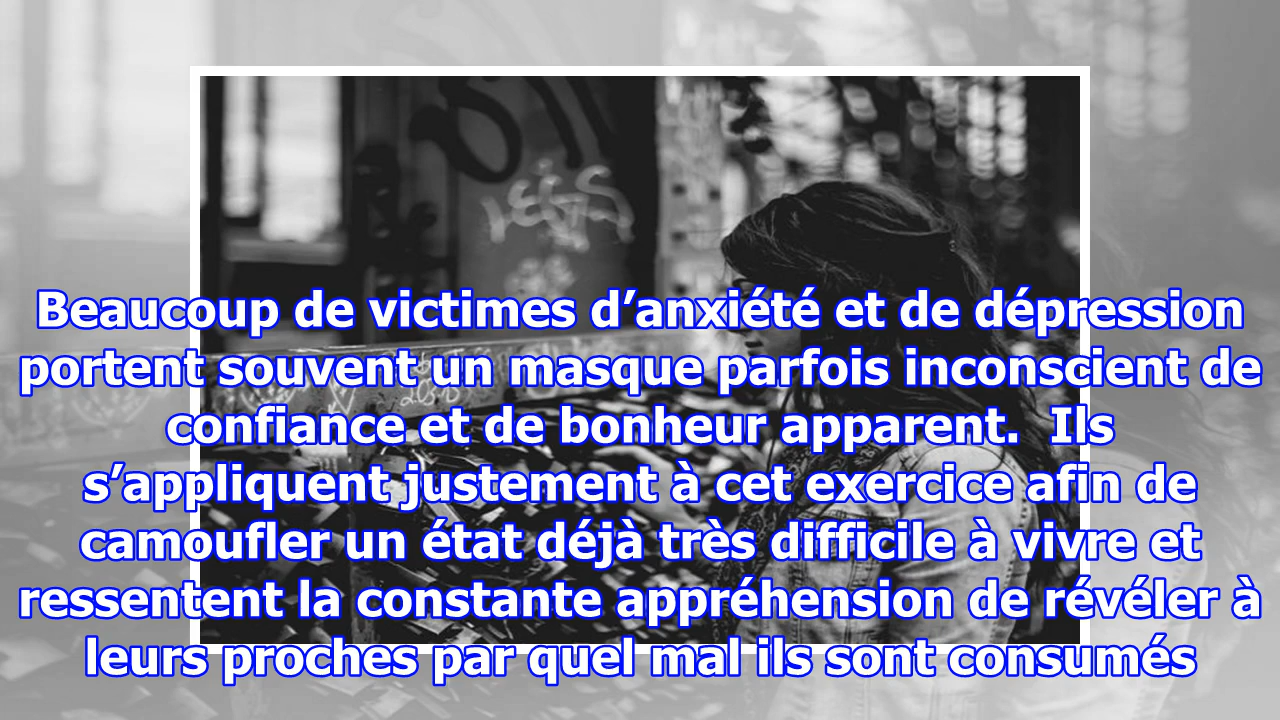 Beaucoup de victimes d’anxiété et de dépression
portent souvent un masque parfois inconscient de
confiance et de bonheur apparent.  Ils
s’appliquent justement à cet exercice afin de
camoufler un état déjà très difficile à vivre et
ressentent la constante appréhension de révéler à
leurs proches par quel mal ils sont consumés